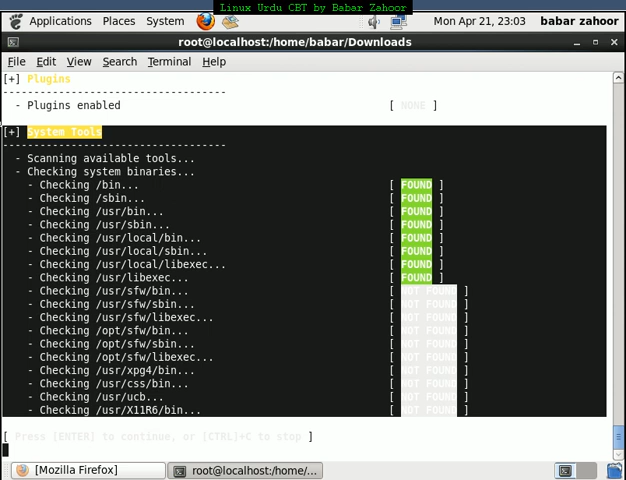 Linux Urdu CBT by Babar Zahoor
Applications Places System Mon Apr 21, 23:03 babar zahoor
root@localhost:/home/babar/Downloads
File Edit View Search Terminal Help
[+] Plugins
------------------------------------
- Plugins enabled [ NONE ]
[+] System Tools
------------------------------------
- Scanning available tools...
- Checking system binaries...
- Checking /bin... [ FOUND ]
- Checking /sbin... [ FOUND ]
- Checking /usr/bin... [ FOUND ]
- Checking /usr/sbin... [ FOUND ]
- Checking /usr/local/bin... [ FOUND ]
- Checking /usr/local/sbin... [ FOUND ]
- Checking /usr/local/libexec... [ FOUND ]
- Checking /usr/libexec... [ FOUND ]
- Checking /usr/sfw/bin... [ NOT FOUND ]
- Checking /usr/sfw/sbin... [ NOT FOUND ]
- Checking /usr/sfw/libexec... [ NOT FOUND ]
- Checking /opt/sfw/bin... [ NOT FOUND ]
- Checking /opt/sfw/sbin... [ NOT FOUND ]
- Checking /opt/sfw/libexec... [ NOT FOUND ]
- Checking /usr/xpg4/bin... [ NOT FOUND ]
- Checking /usr/css/bin... [ NOT FOUND ]
- Checking /usr/ucb... [ NOT FOUND ]
- Checking /usr/X11R6/bin... [ NOT FOUND ]
[ Press [ENTER] to continue, or [CTRL]+C to stop ]
[Mozilla Firefox] root@localhost:/home/...